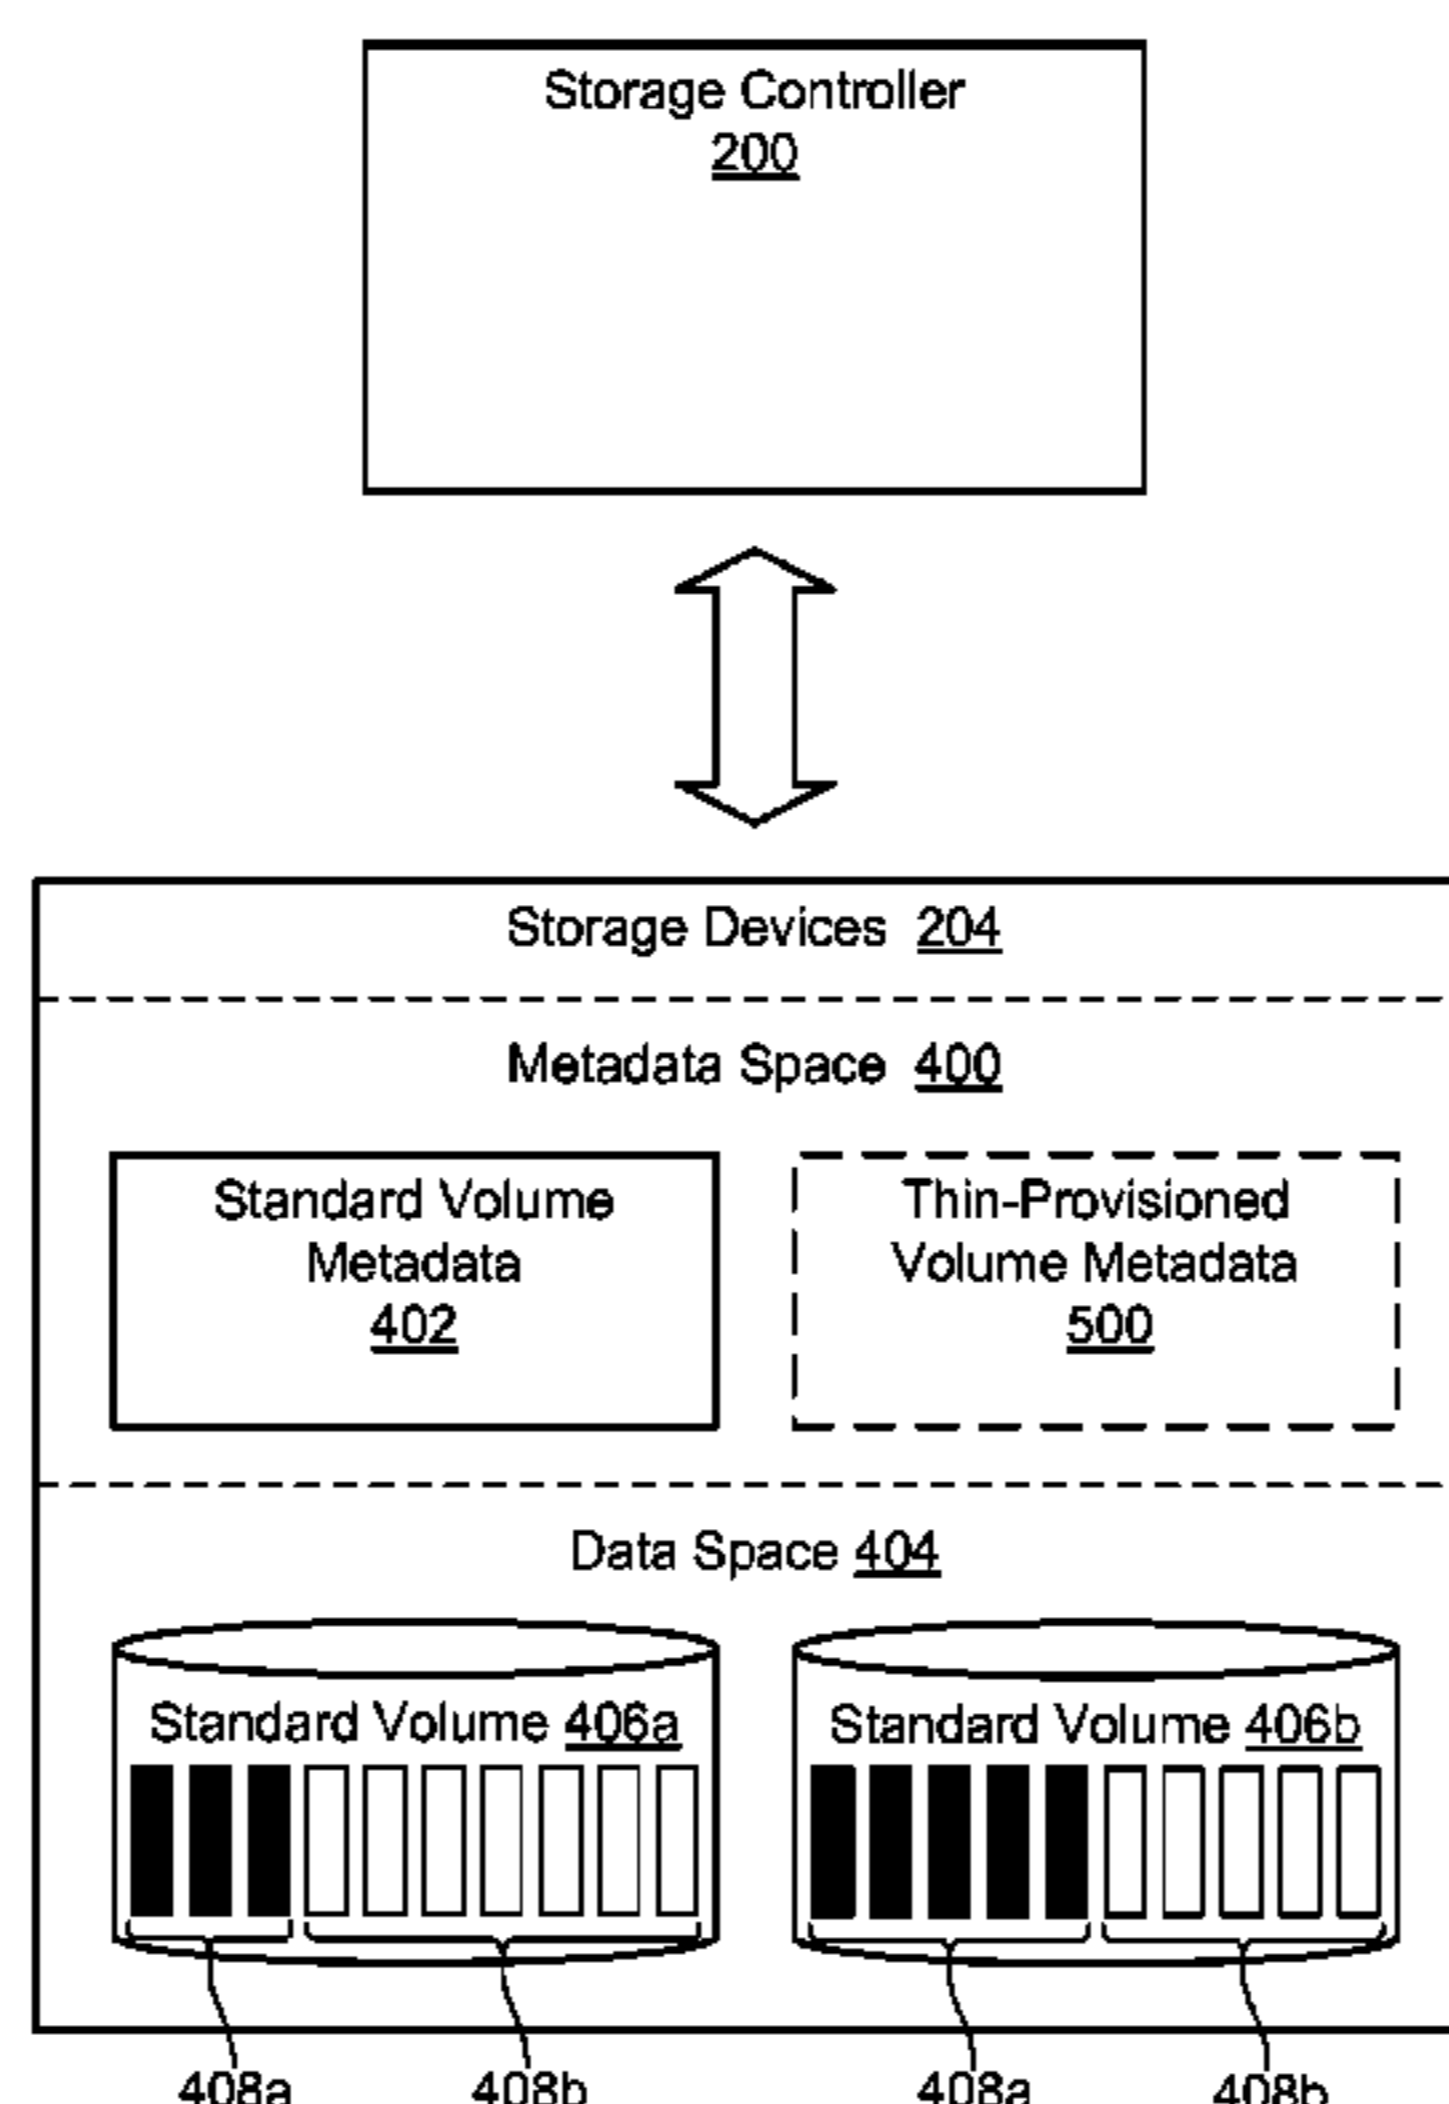 Storage Controller
200
Storage Devices 204
Metadata Space 400
Standard Volume
Metadata
402
Thin-Provisioned
Volume Metadata
500
Data Space 404
Standard Volume 406a
Standard Volume 406b
408a
408b
408a
408b